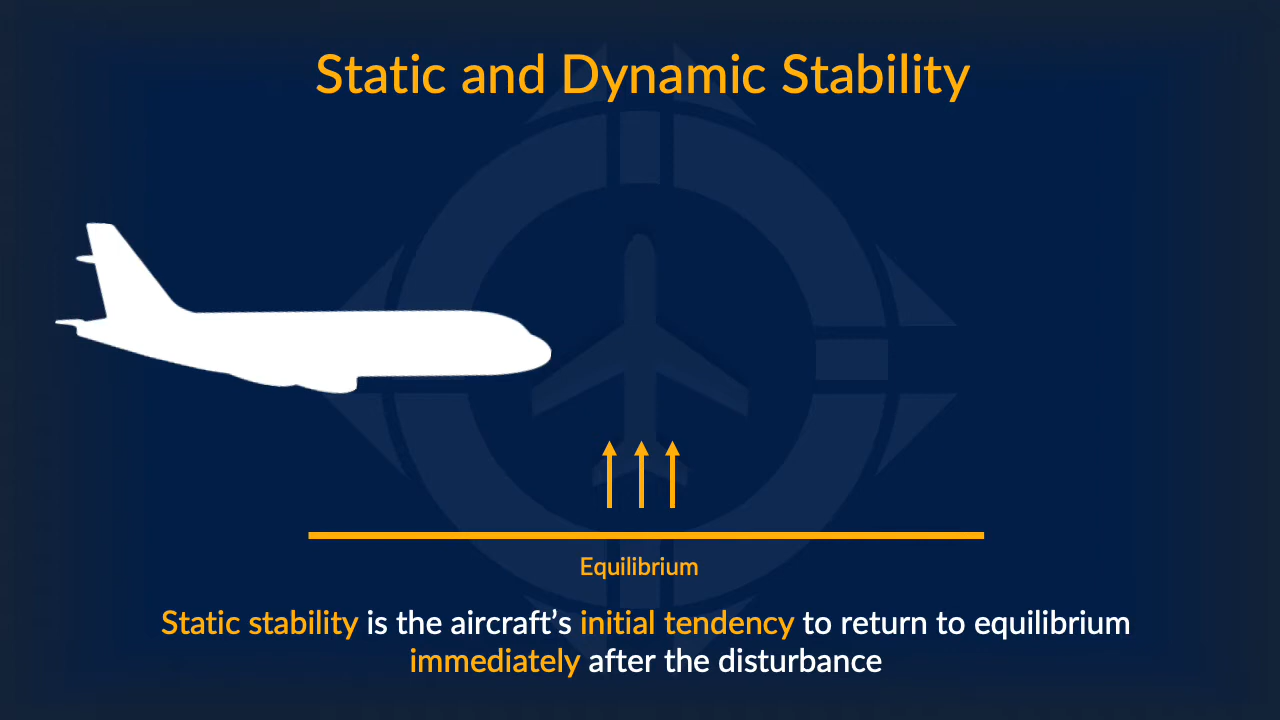 Static and Dynamic Stability
Equilibrium
Static stability is the aircraft’s initial tendency to return to equilibrium
immediately after the disturbance